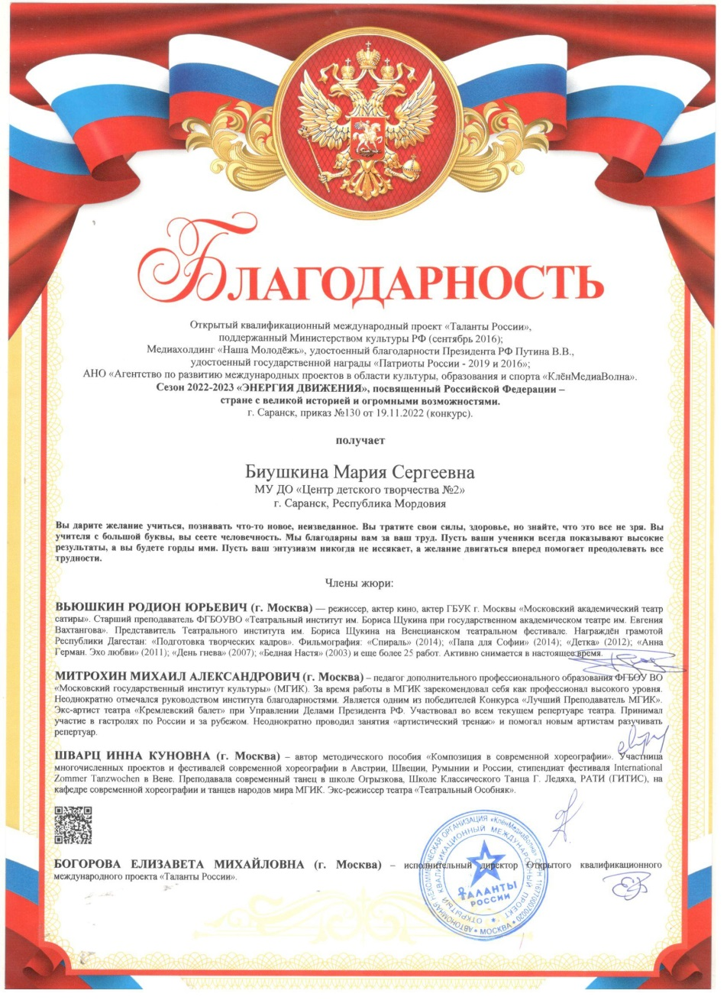 БЛАГОДАРНОСТЬ
Открытый квалификационный международный проект «Таланты России»,
поддержанный Министерством культуры РФ (сентябрь 2016);
Медиахолдинг «Наша Молодёжь», удостоенный благодарности Президента РФ Путина В.В.,
удостоенный государственной награды «Патриоты России - 2019 и 2016»;
АНО «Агентство по развитию международных проектов в области культуры, образования и спорта «КлёнМедиаВолна».
Сезон 2022-2023 «ЭНЕРГИЯ ДВИЖЕНИЯ», посвященный Российской Федерации –
стране с великой историей и огромными возможностями.
г. Саранск, приказ №130 от 19.11.2022 (конкурс).
получает
Биушкина Мария Сергеевна
МУ ДО «Центр детского творчества №2»
г. Саранск, Республика Мордовия
Вы дарите желание учиться, познавать что-то новое, неизведанное. Вы тратите свои силы, здоровье, но знайте, что это все не зря. Вы
учителя с большой буквы, вы сеете человечность. Мы благодарны вам за ваш труд. Пусть ваши ученики всегда показывают высокие
результаты, а вы будете горды ими. Пусть ваш энтузиазм никогда не иссякает, а желание двигаться вперед помогает преодолевать все
трудности.
Члены жюри:
ВЬЮШКИН РОДИОН ЮРЬЕВИЧ (г. Москва) — режиссер, актер кино, актер ГБУК г. Москвы «Московский академический театр
сатиры». Старший преподаватель ФГБОУВО «Театральный институт им. Бориса Щукина при государственном академическом театре им. Евгения
Вахтангова». Представитель Театрального института им. Бориса Щукина на Венецианском театральном фестивале. Награждён грамотой
Республики Дагестан: «Подготовка творческих кадров». Фильмография: «Спираль» (2014); «Папа для Софии» (2014); «Детка» (2012); «Анна
Герман. Эхо любви» (2011); «День гнева» (2007); «Бедная Настя» (2003) и еще более 25 работ. Активно снимается в настоящее время.
МИТРОХИН МИХАИЛ АЛЕКСАНДРОВИЧ (г. Москва) – педагог дополнительного профессионального образования ФГБОУ ВО
«Московский государственный институт культуры» (МГИК). За время работы в МГИК зарекомендовал себя как профессионал высокого уровня.
Неоднократно отмечался руководством института благодарностями. Является одним из победителей Конкурса «Лучший Преподаватель МГИК».
Экс-артист театра «Кремлевский балет» при Управлении Делами Президента РФ. Участвовал во всем текущем репертуаре театра. Принимал
участие в гастролях по России и за рубежом. Неоднократно проводил занятия «артистический тренаж» и помогал новым артистам разучивать
репертуар.
ШВАРЦ ИННА КУНОВНА (г. Москва) – автор методического пособия «Композиция в современной хореографии». Участница
многочисленных проектов и фестивалей современной хореографии в Австрии, Швеции, Румынии и России, стипендиат фестиваля International
Zommer Tanzwochen в Вене. Преподавала современный танец в школе Огрызкова, Школе Классического Танца Г. Ледяха, РАТИ (ГИТИС), на
кафедре современной хореографии и танцев народов мира МГИК. Экс-режиссер театра «Театральный Особняк».
БОГОРОВА ЕЛИЗАВЕТА МИХАЙЛОВНА (г. Москва) – исполнительный директор Открытого квалификационного
международного проекта «Таланты России».
АВТОНОМНАЯ НЕКОММЕРЧЕСКАЯ ОРГАНИЗАЦИЯ «КлёнМедиаВолна»
МОСКВА
ОТКРЫТЫЙ КВАЛИФИКАЦИОННЫЙ МЕЖДУНАРОДНЫЙ ПРОЕКТ
ТАЛАНТЫ
РОССИИ